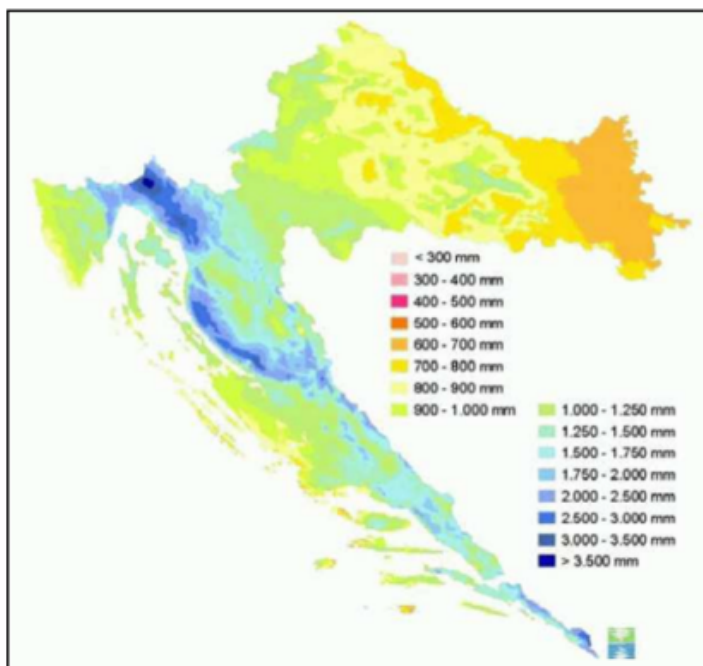 < 300 mm
300 - 400 mm
400 - 500 mm
500 - 600 mm
600 - 700 mm
700 - 800 mm
800 - 900 mm
900 - 1.000 mm
1.000 - 1.250 mm
1.250 - 1.500 mm
1.500 - 1.750 mm
1.750 - 2.000 mm
2.000 - 2.500 mm
2.500 - 3.000 mm
3.000 - 3.500 mm
> 3.500 mm